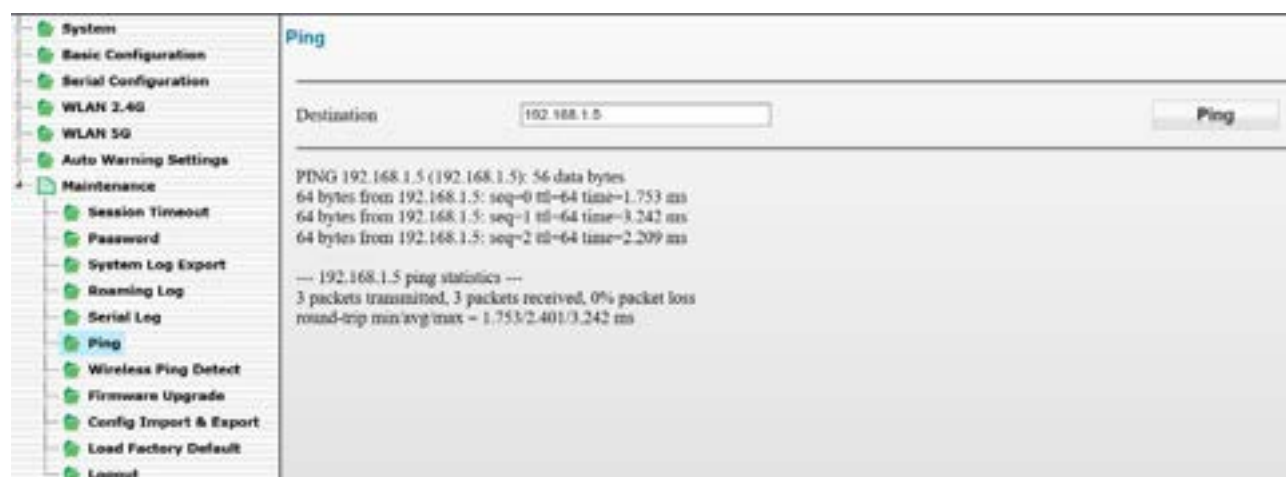 System
Basic Configuration
Serial Configuration
WLAN 2.4G
WLAN 5G
Auto Warning Settings
Maintenance
Session Timeout
Password
System Log Export
Roaming Log
Serial Log
Ping
Wireless Ping Detect
Firmware Upgrade
Config Import & Export
Load Factory Default
Logout
Ping
Destination 192.168.1.5 Ping
PING 192.168.1.5 (192.168.1.5): 56 data bytes
64 bytes from 192.168.1.5: seq=0 ttl=64 time=1.753 ms
64 bytes from 192.168.1.5: seq=1 ttl=64 time=3.242 ms
64 bytes from 192.168.1.5: seq=2 ttl=64 time=2.209 ms
--- 192.168.1.5 ping statistics ---
3 packets transmitted, 3 packets received, 0% packet loss
round-trip min/avg/max = 1.753/2.401/3.242 ms